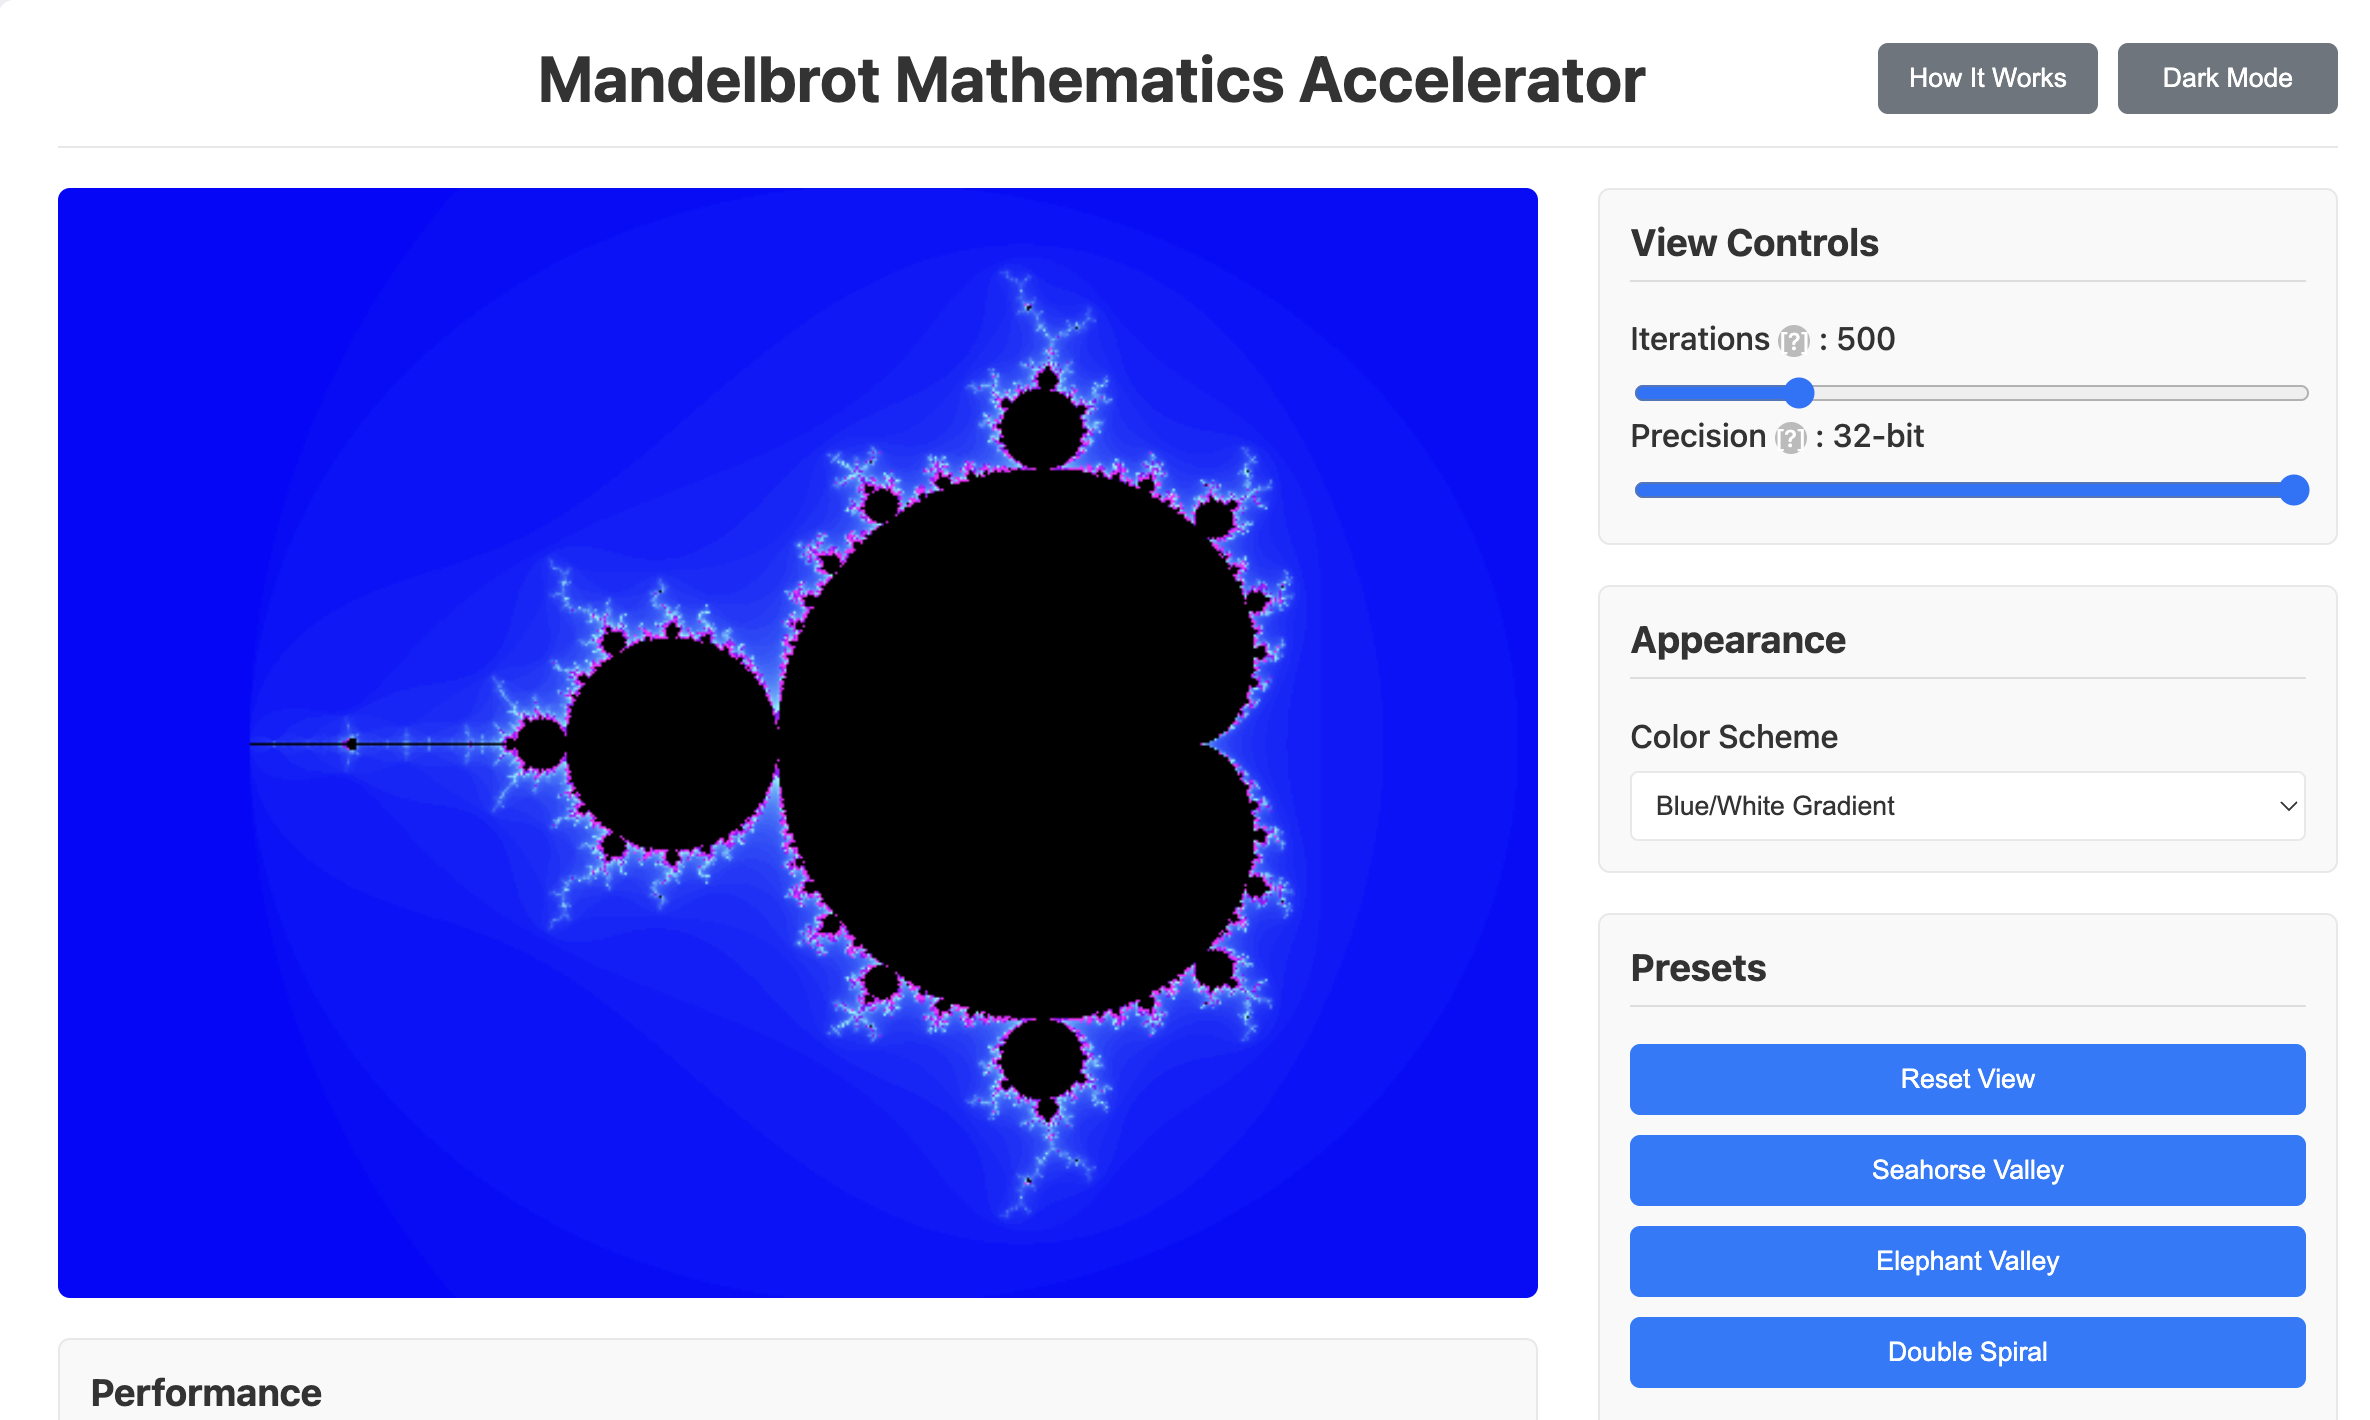 Mandelbrot Mathematics Accelerator
How It Works
Dark Mode
View Controls
Iterations [?] : 500
Precision [?] : 32-bit
Appearance
Color Scheme
Blue/White Gradient
Presets
Reset View
Seahorse Valley
Elephant Valley
Double Spiral
Performance